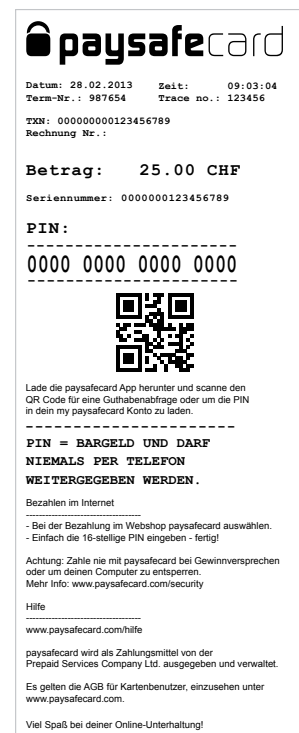 paysafecard
Datum: 28.02.2013 Zeit: 09:03:04
Term-Nr.: 987654 Trace no.: 123456
TXN: 000000000123456789
Rechnung Nr.:
Betrag: 25.00 CHF
Seriennummer: 0000000123456789
PIN:
----------------------
0000 0000 0000 0000
----------------------
Lade die paysafecard App herunter und scanne den
QR Code für eine Guthabenabfrage oder um die PIN
in dein my paysafecard Konto zu laden.
----------------------
PIN = BARGELD UND DARF
NIEMALS PER TELEFON
WEITERGEGEBEN WERDEN.
Bezahlen im Internet
------------------------------------
- Bei der Bezahlung im Webshop paysafecard auswählen.
- Einfach die 16-stellige PIN eingeben - fertig!
Achtung: Zahle nie mit paysafecard bei Gewinnversprechen
oder um deinen Computer zu entsperren.
Mehr Info: www.paysafecard.com/security
Hilfe
------------------------------------
www.paysafecard.com/hilfe
paysafecard wird als Zahlungsmittel von der
Prepaid Services Company Ltd. ausgegeben und verwaltet.
Es gelten die AGB für Kartenbenutzer, einzusehen unter
www.paysafecard.com.
Viel Spaß bei deiner Online-Unterhaltung!